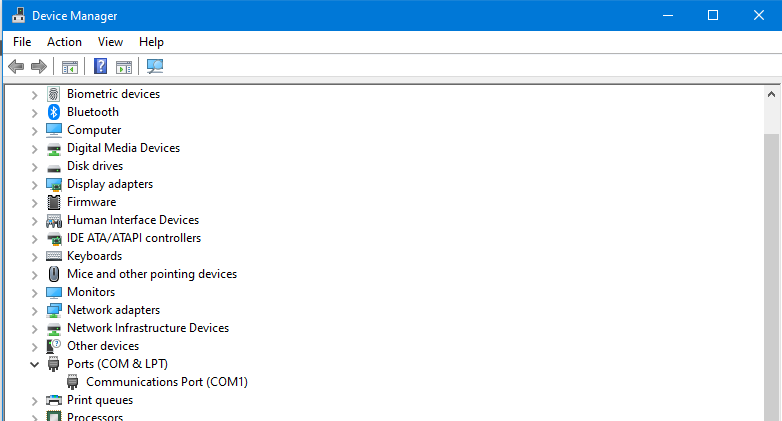 Device Manager
File Action View Help
Biometric devices
Bluetooth
Computer
Digital Media Devices
Disk drives
Display adapters
Firmware
Human Interface Devices
IDE ATA/ATAPI controllers
Keyboards
Mice and other pointing devices
Monitors
Network adapters
Network Infrastructure Devices
Other devices
Ports (COM & LPT)
Communications Port (COM1)
Print queues
Processors